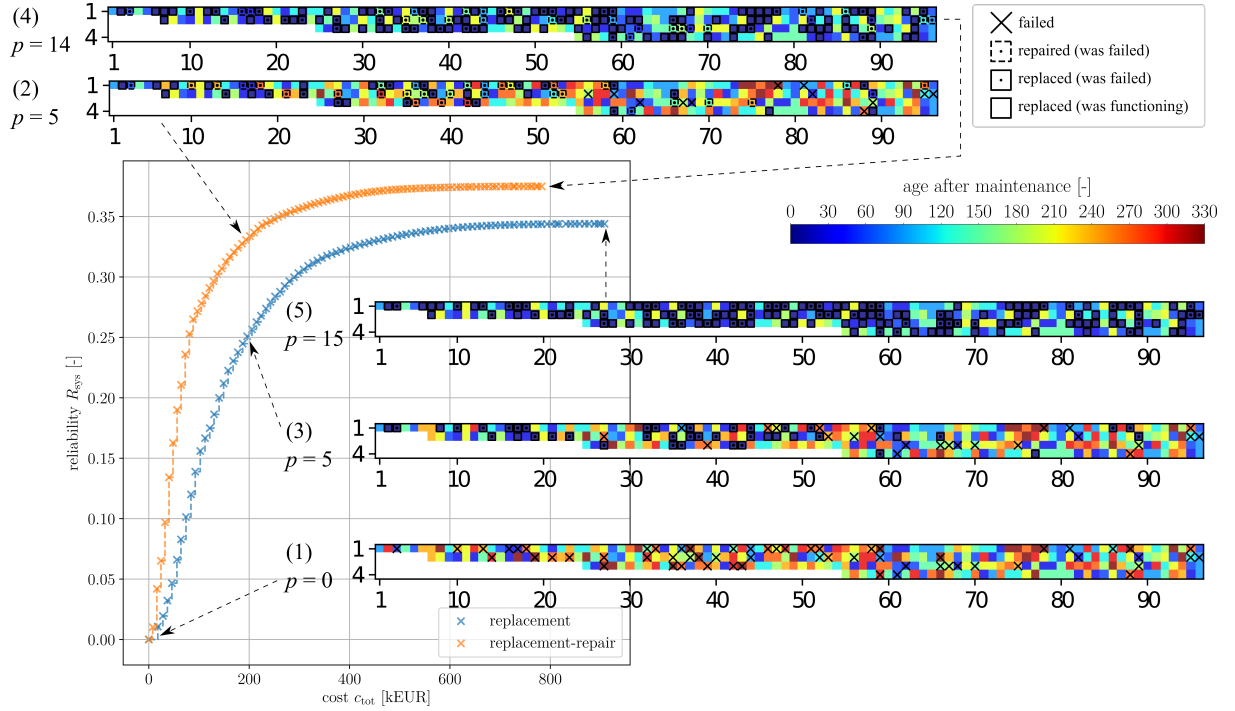 (4)
p = 14
1
4
1 10 20 30 40 50 60 70 80 90
(2)
p = 5
1
4
1 10 20 30 40 50 60 70 80 90
failed
repaired (was failed)
replaced (was failed)
replaced (was functioning)
age after maintenance [-]
0 30 60 90 120 150 180 210 240 270 300 330
reliability R_sys [-]
0.35
0.30
0.25
0.20
0.15
0.10
0.05
0.00
(5)
p = 15
1
4
1 10 20 30 40 50 60 70 80 90
(3)
p = 5
1
4
1 10 20 30 40 50 60 70 80 90
(1)
p = 0
1
4
1 10 20 30 40 50 60 70 80 90
replacement
replacement-repair
0 200 400 600 800
cost c_tot [kEUR]